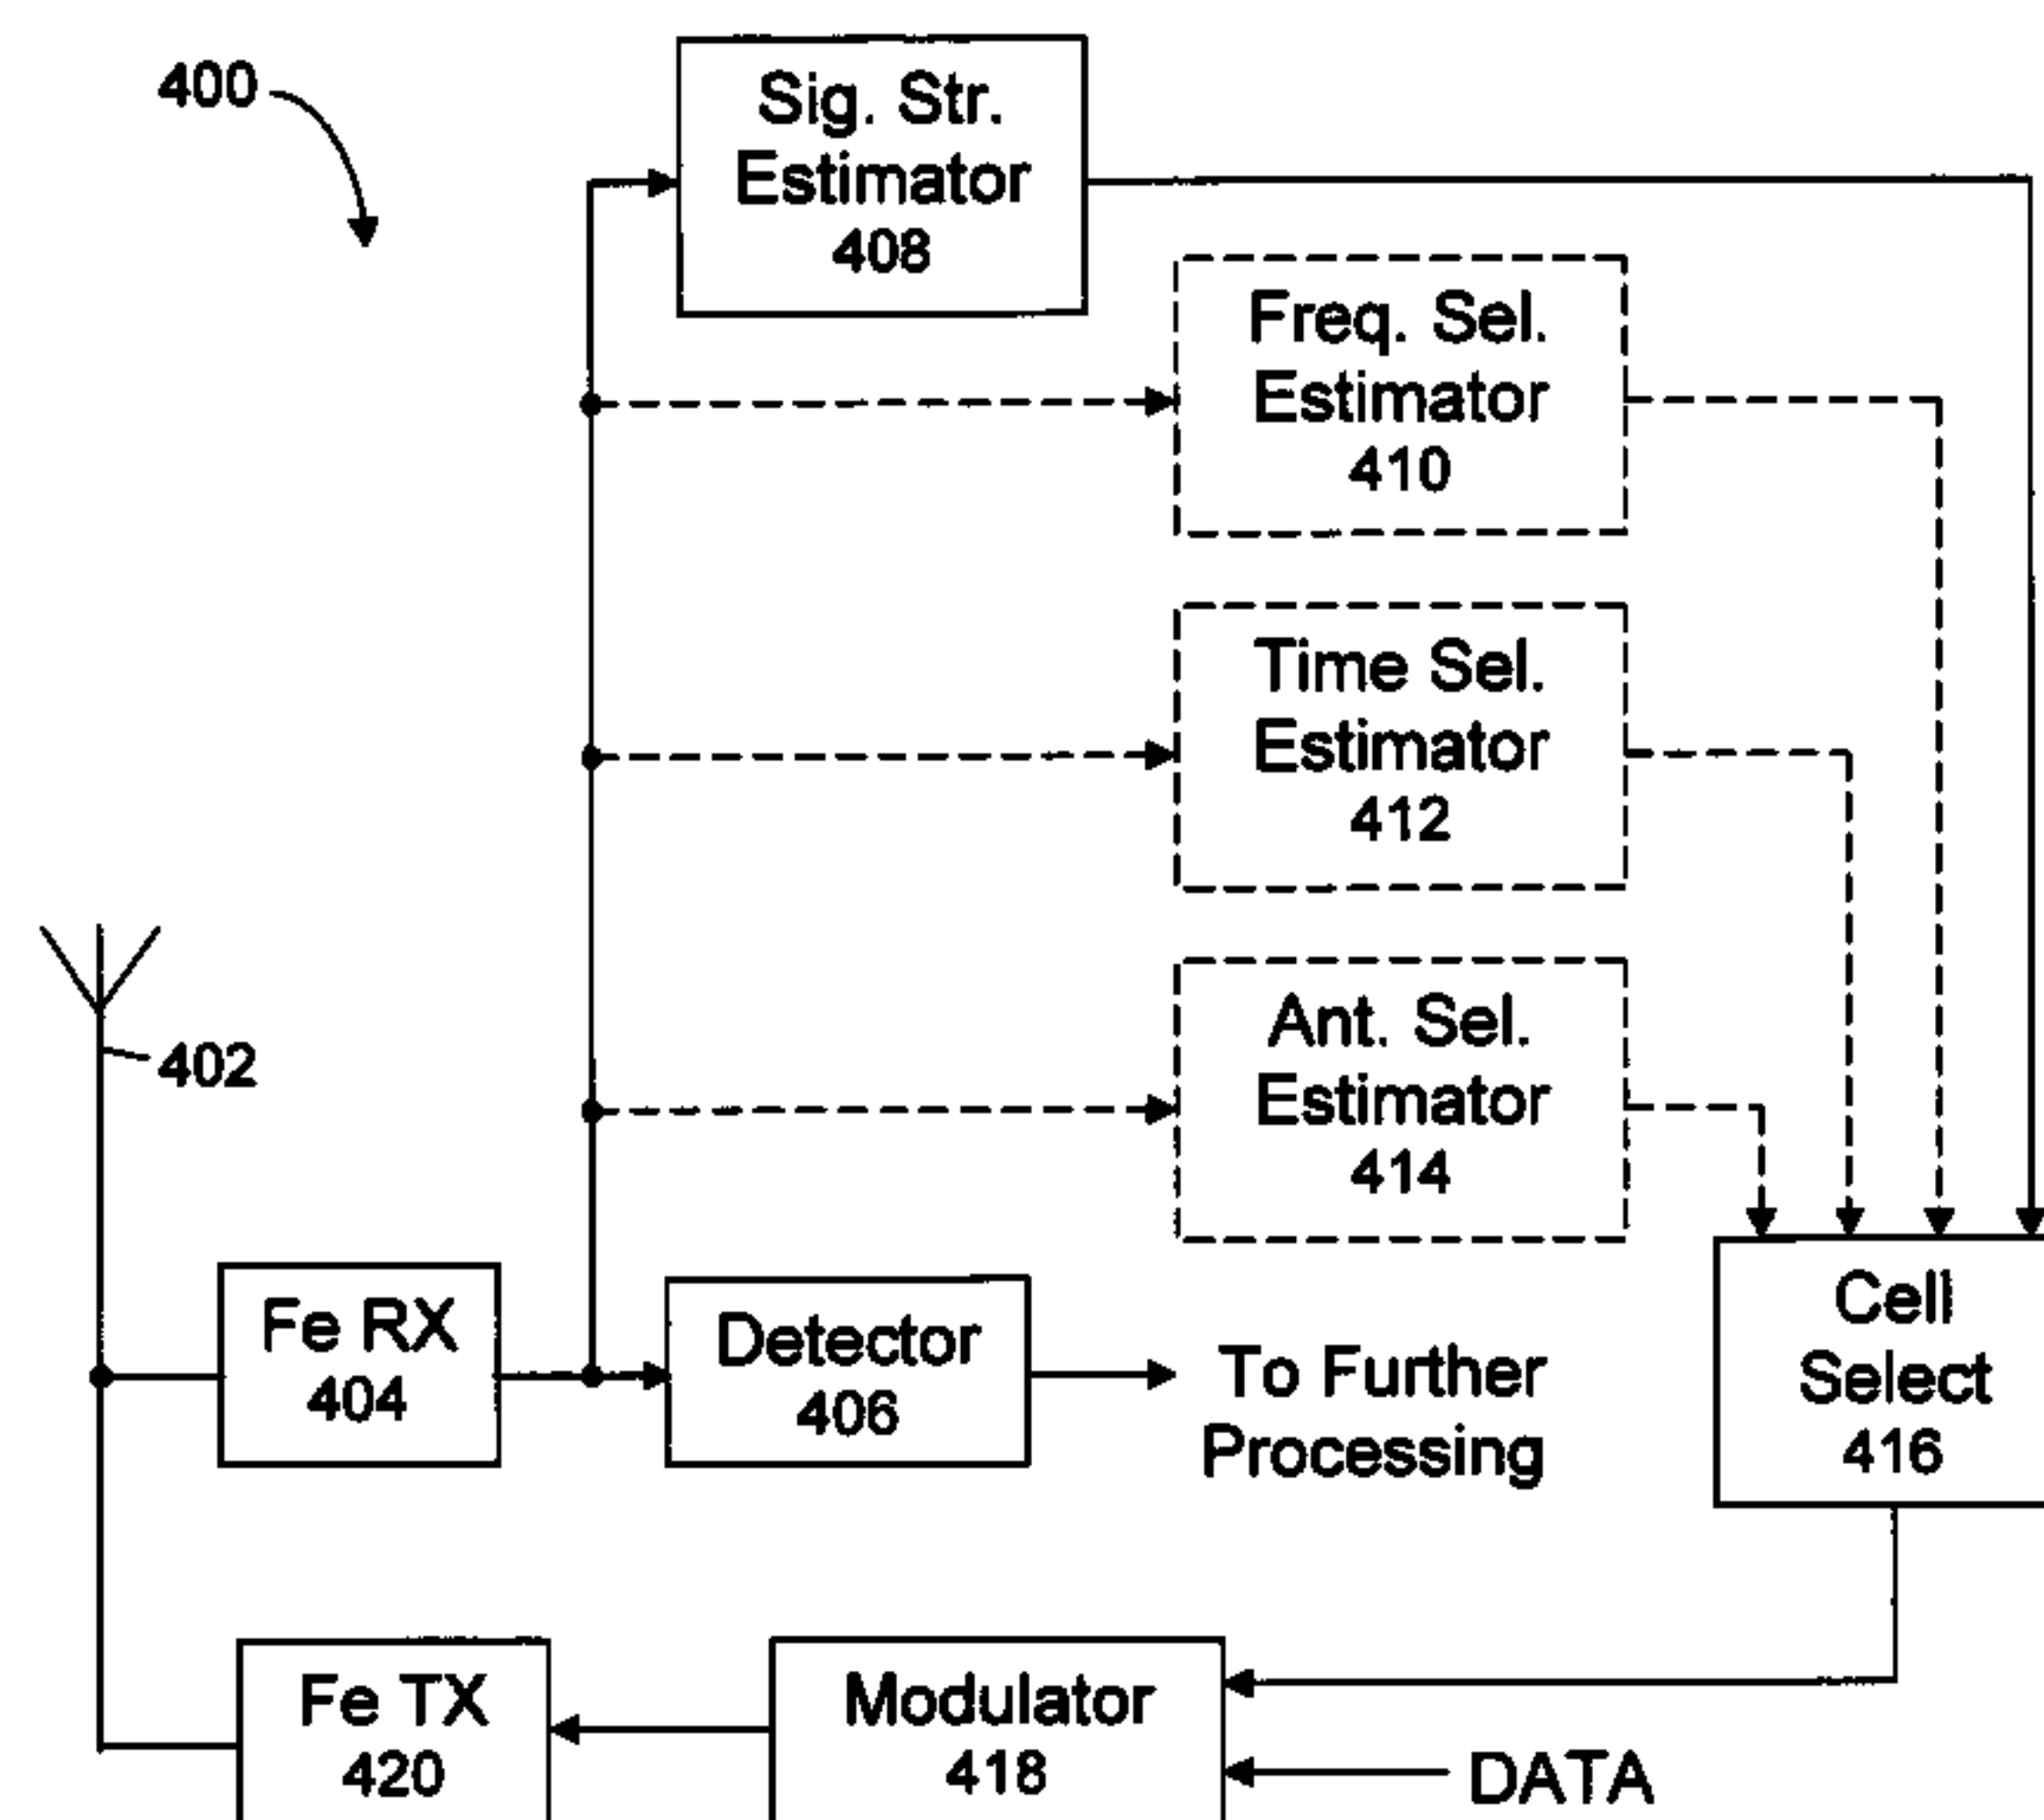 400
Sig. Str.
Estimator
408
Freq. Sel.
Estimator
410
Time Sel.
Estimator
412
Ant. Sel.
Estimator
414
402
Fe RX
404
Detector
406
To Further
Processing
Cell
Select
416
Fe TX
420
Modulator
418
DATA